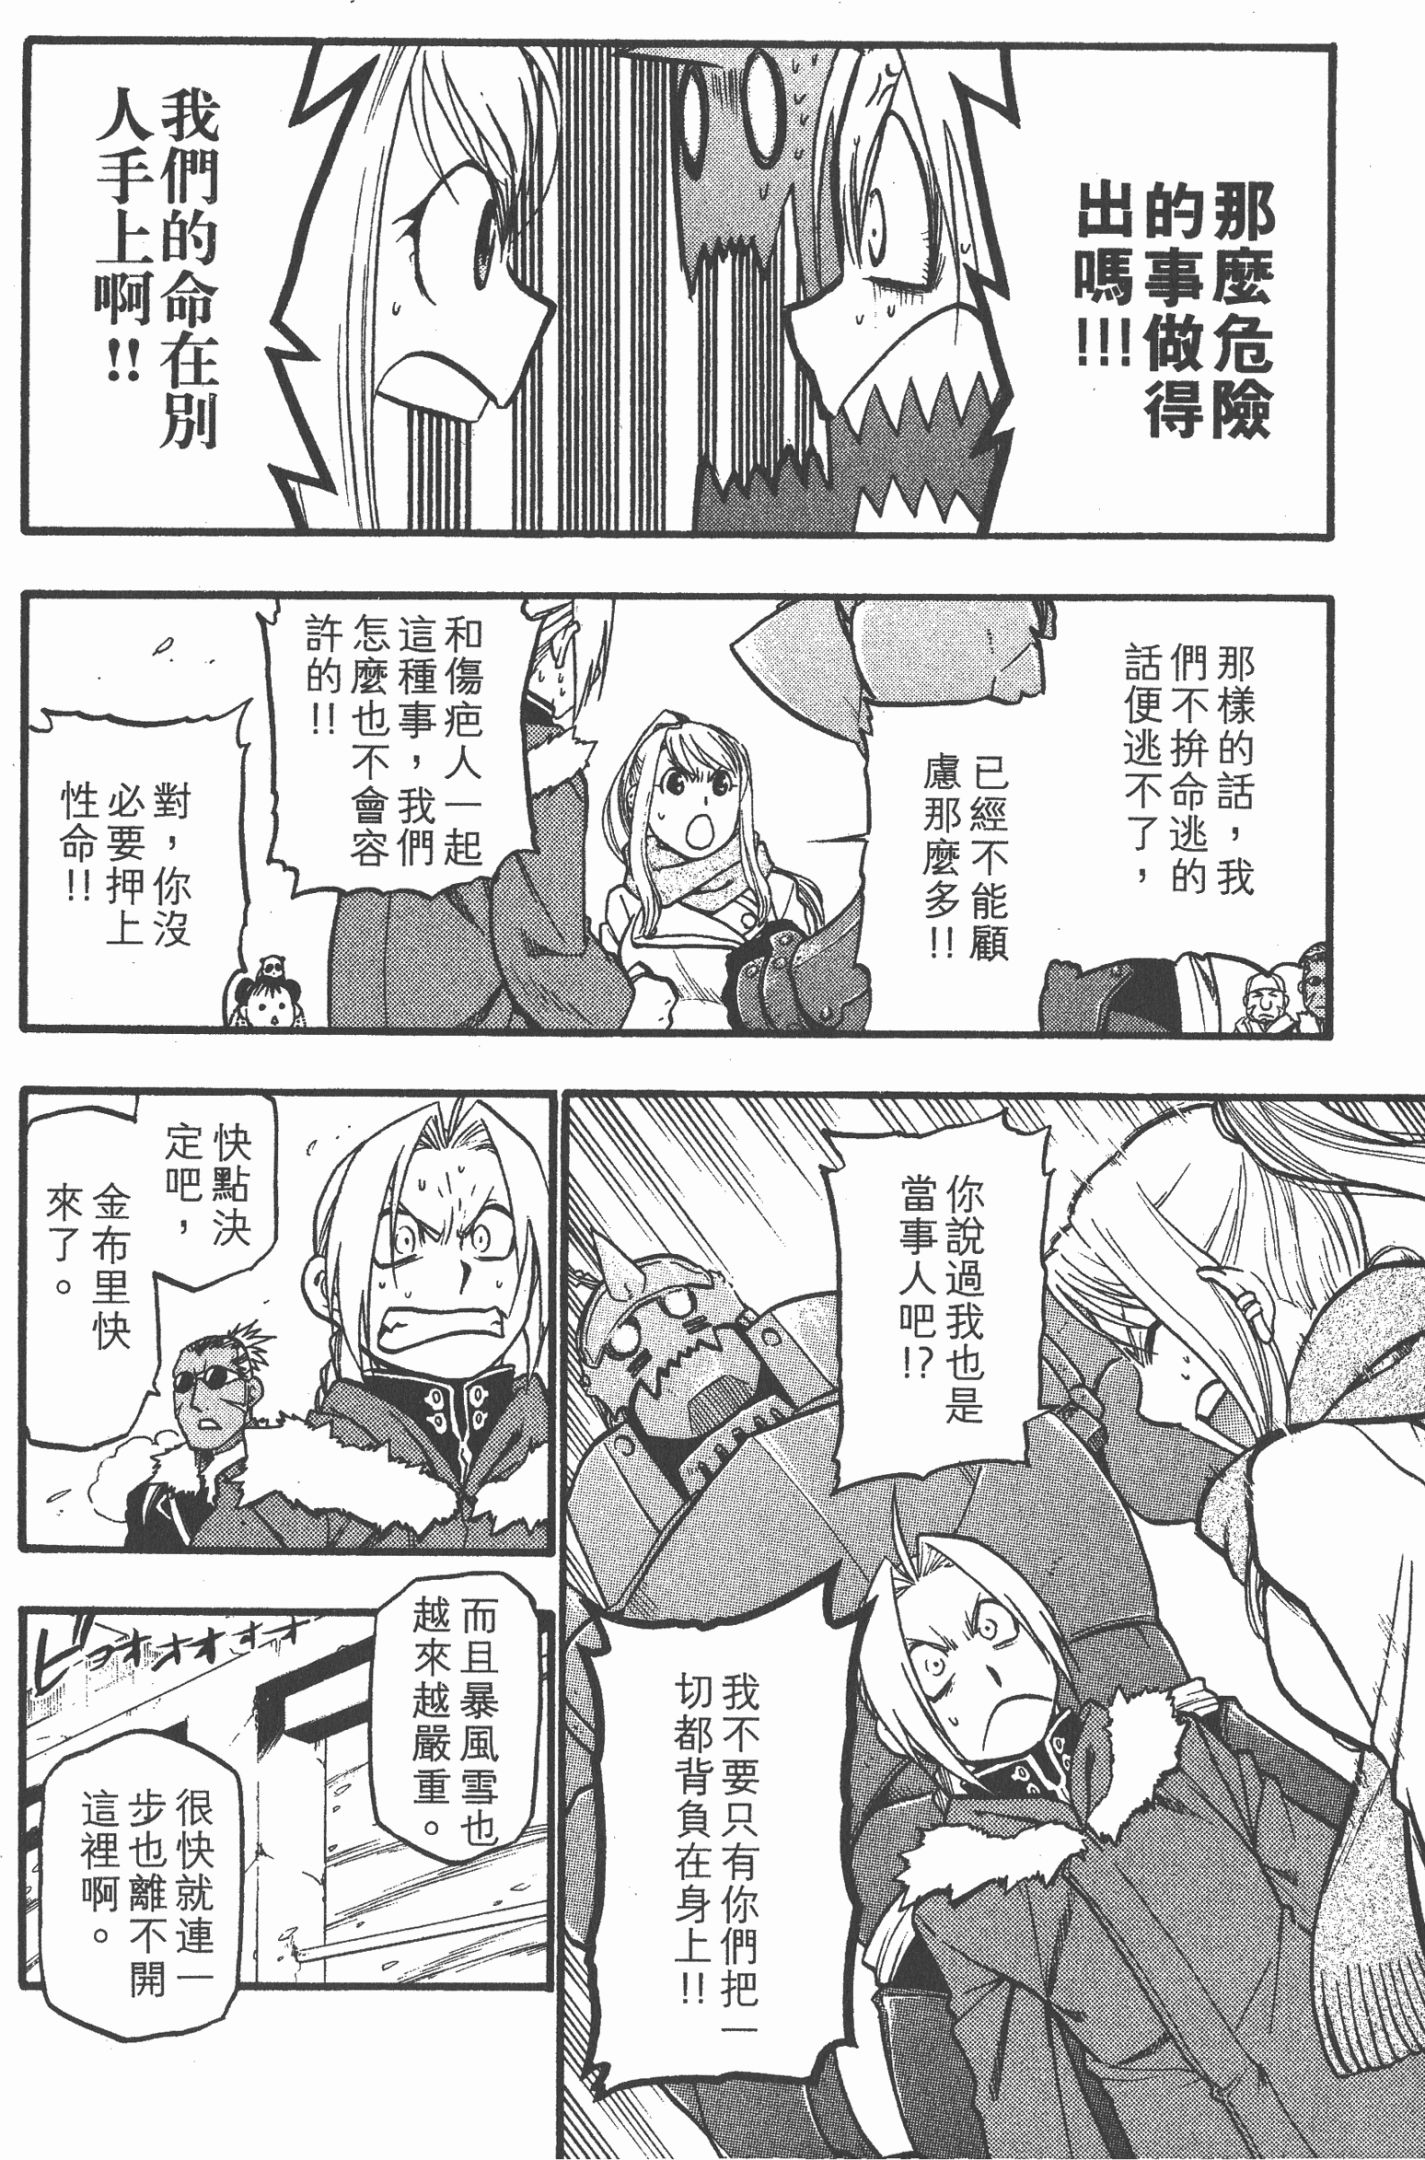 那麼危險
的事做得
出嗎!!!
我們的命在別
人手上啊!!
那樣的話，我
們不拚命逃的
話便逃不了，
已經不能顧
慮那麼多!!
和傷疤人一起
這種事，我們
怎麼也不會容
許的!!
對，你沒
必要押上
性命!!
你說過我也是
當事人吧!?
我不要只有你們把一
切都背負在身上!!
快點決
定吧，
金布里快
來了。
而且暴風雪也
越來越嚴重。
ビョオオオオオ
很快就連一
步也離不開
這裡啊。